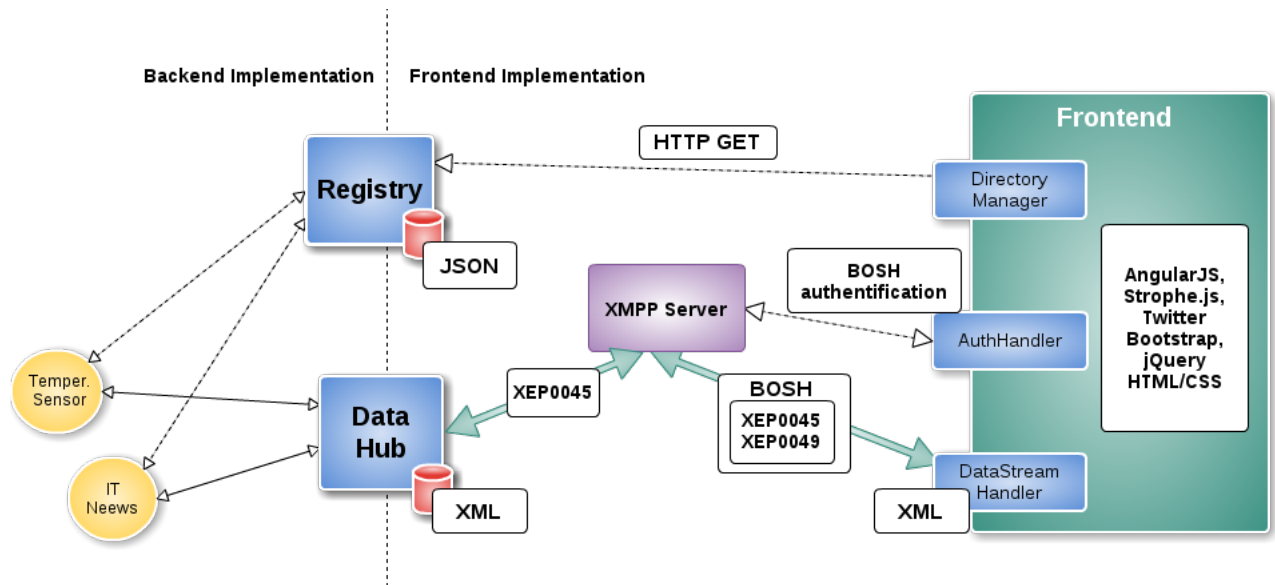 Backend Implementation
Frontend Implementation
Frontend
HTTP GET
Registry
Directory
Manager
JSON
BOSH
authentification
XMPP Server
AngularJS,
Strophe.js,
Twitter
Bootstrap,
jQuery
HTML/CSS
AuthHandler
Temper.
Sensor
XEP0045
BOSH
XEP0045
XEP0049
Data
Hub
DataStream
Handler
IT
Neews
XML
XML